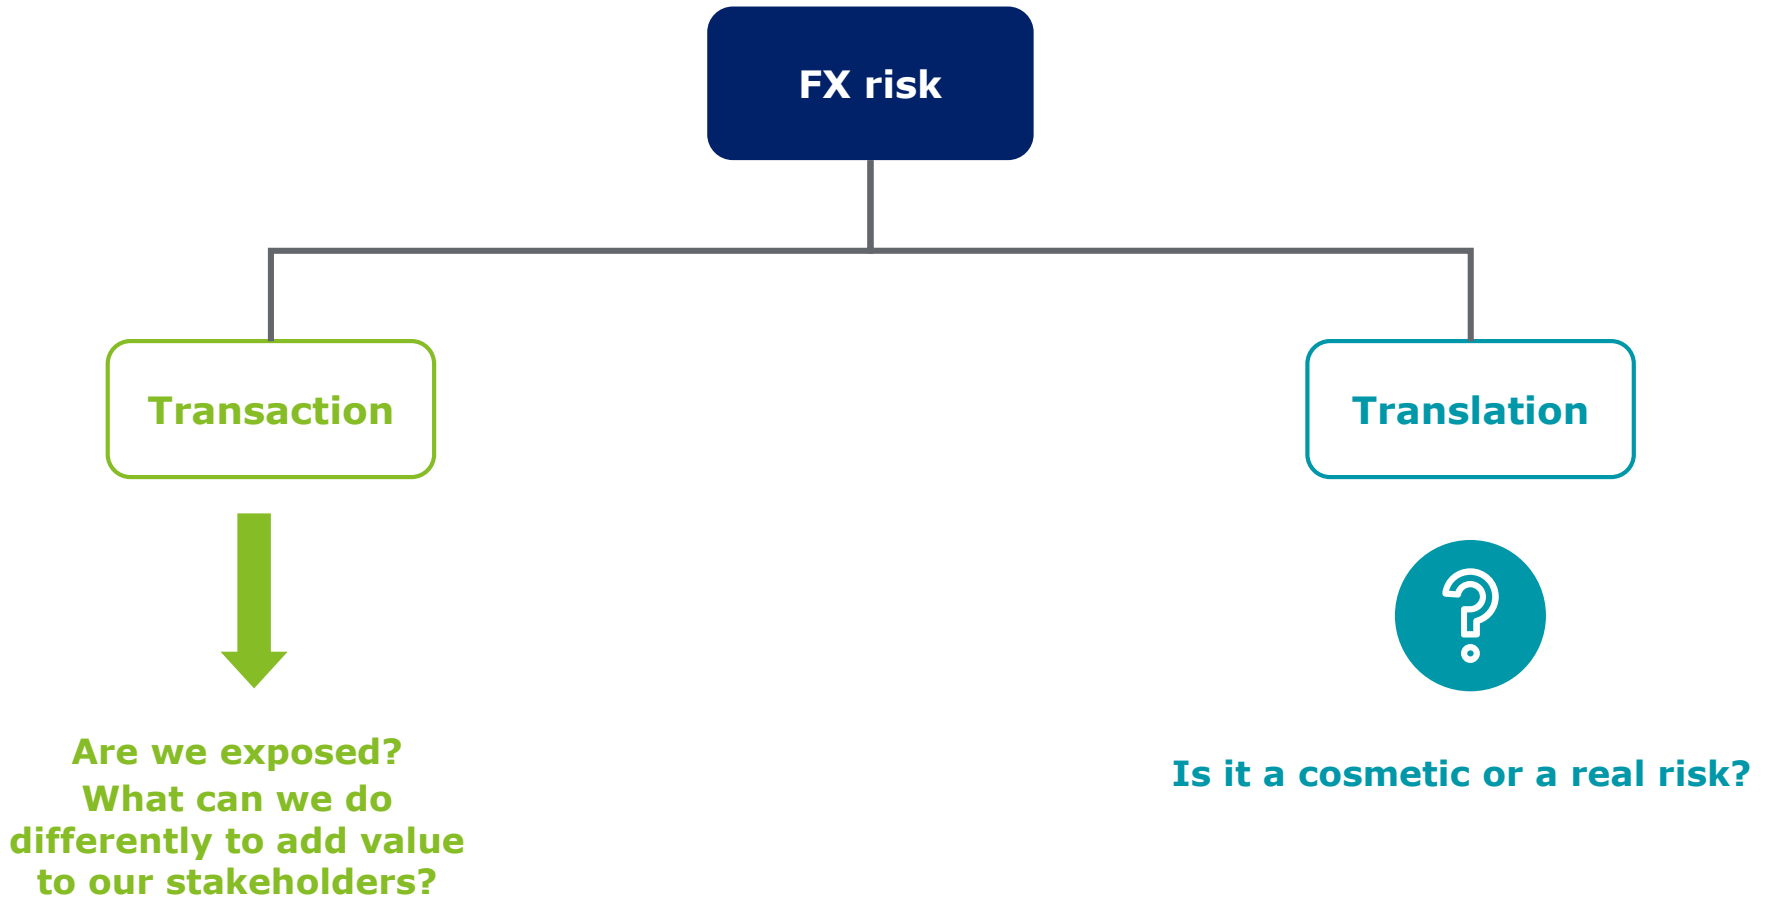 FX risk
Transaction
Translation
Are we exposed?
What can we do
differently to add value
to our stakeholders?
Is it a cosmetic or a real risk?